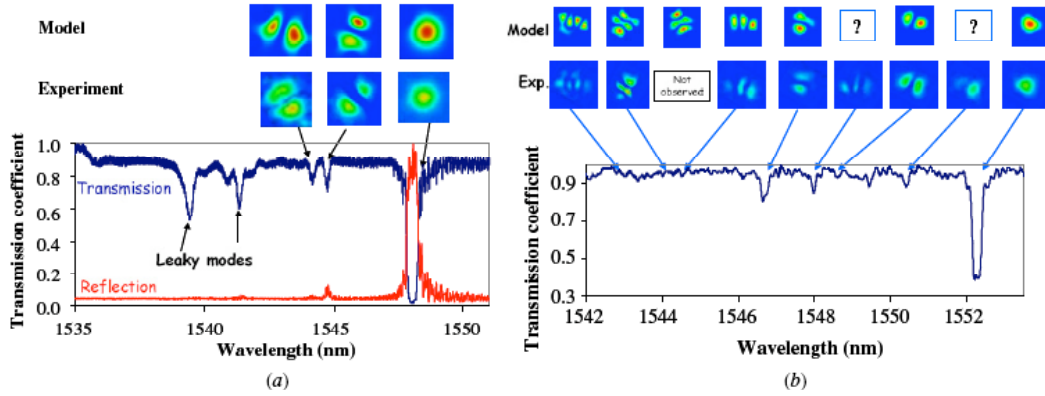 Model
Experiment
Transmission coefficient
1.0
0.8
0.6
0.4
0.2
0.0
Transmission
Leaky modes
Reflection
1535
1540
1545
1550
Wavelength (nm)
(a)
Model
?
?
Exp.
Not
observed
Transmission coefficient
0.9
0.7
0.5
0.3
1542
1544
1546
1548
1550
1552
Wavelength (nm)
(b)